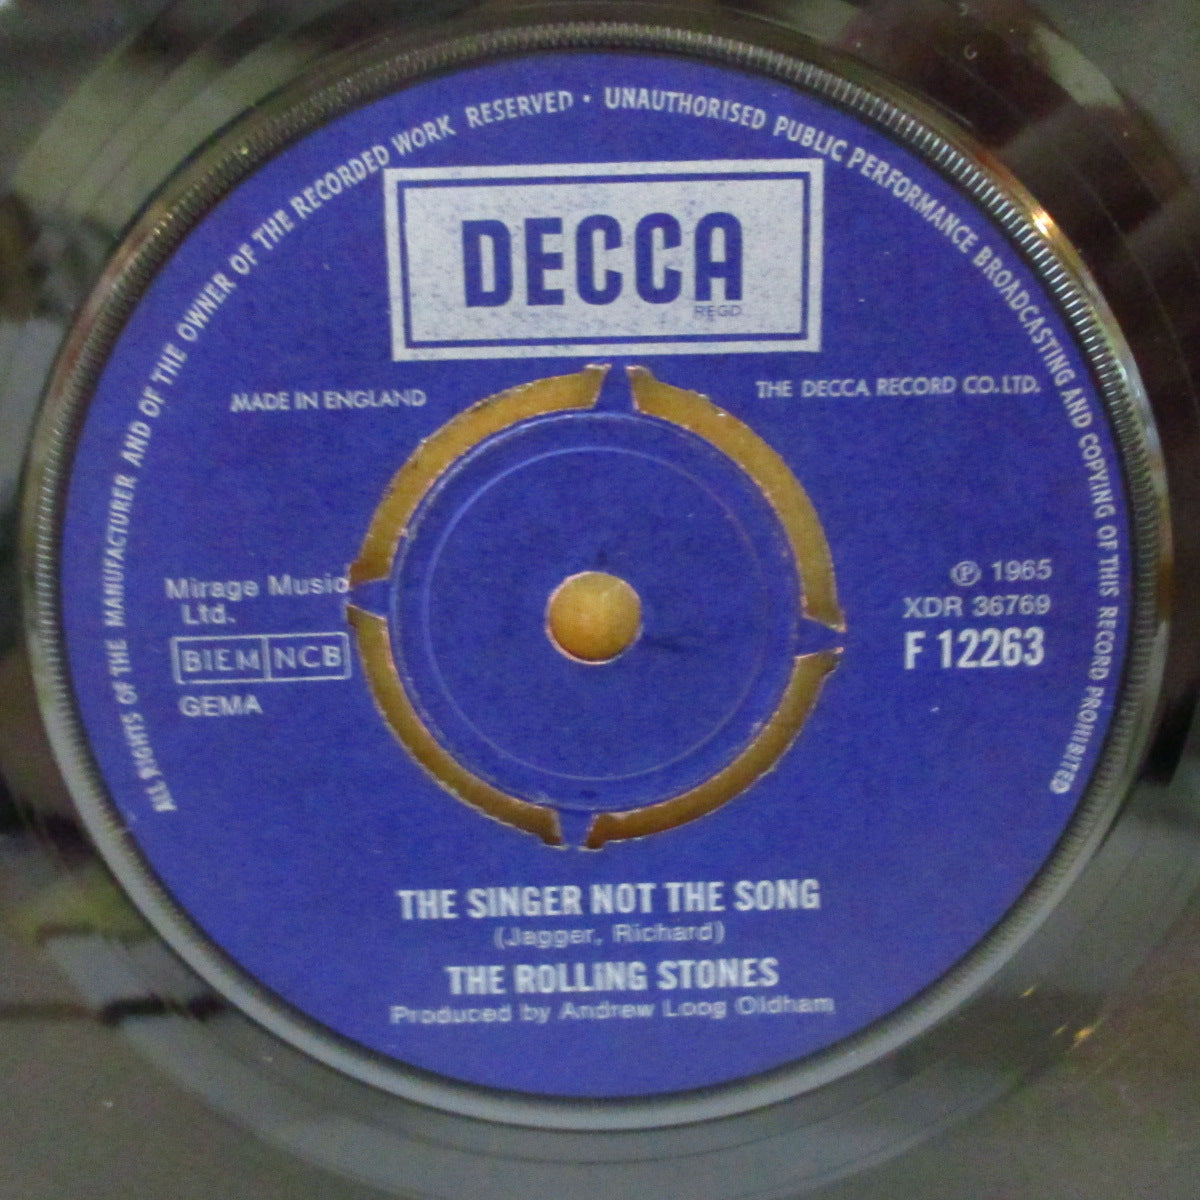 ALL RIGHTS OF THE MANUFACTURER AND OF THE OWNER OF THE RECORDED WORK RESERVED · UNAUTHORISED PUBLIC PERFORMANCE BROADCASTING AND COPYING OF THIS RECORD PROHIBITED
DECCA
REGD
MADE IN ENGLAND
THE DECCA RECORD CO. LTD.
Mirage Music
Ltd.
BIEM NCB
GEMA
℗ 1965
XDR 36769
F 12263
THE SINGER NOT THE SONG
(Jagger, Richard)
THE ROLLiNG STONES
Produced by Andrew Loog Oldham